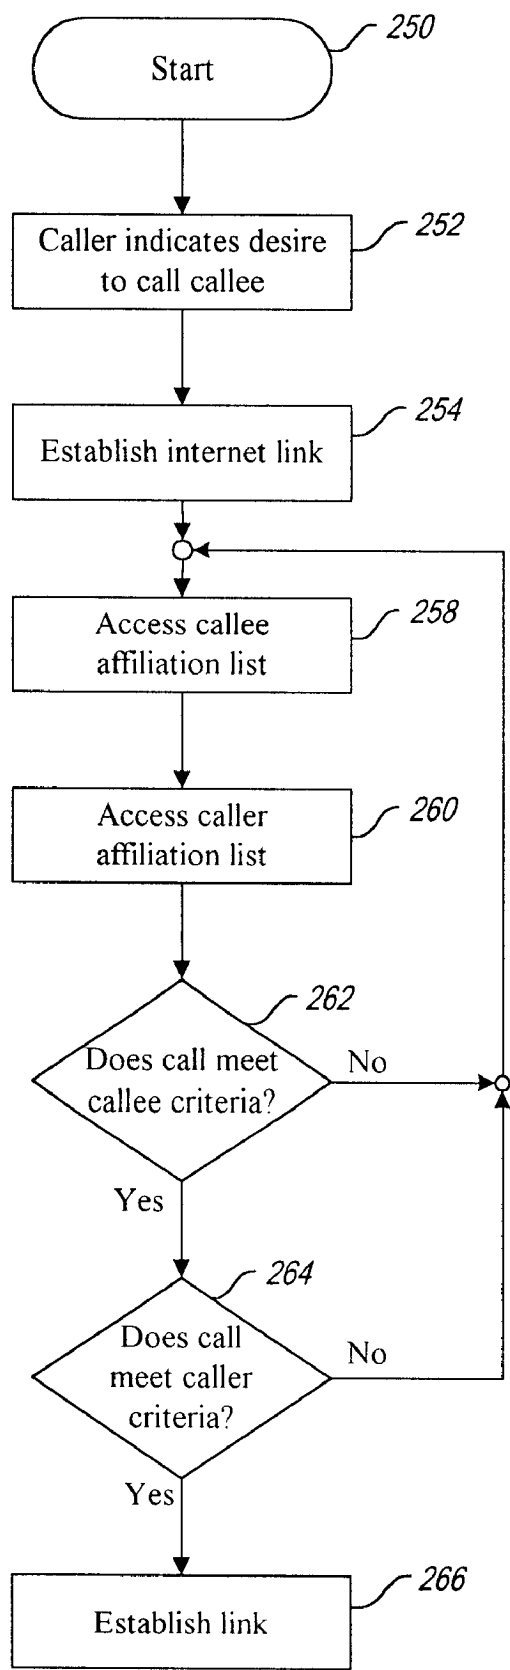 250
Start
252
Caller indicates desire
to call callee
254
Establish internet link
258
Access callee
affiliation list
260
Access caller
affiliation list
262
Does call meet
callee criteria?
No
Yes
264
Does call
meet caller
criteria?
No
Yes
266
Establish link